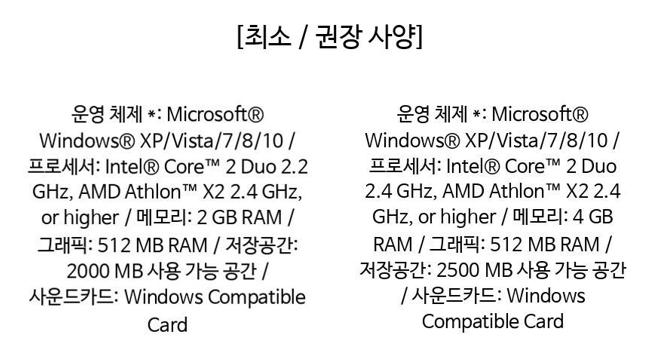 [최소 / 권장 사양]
운영 체제 *: Microsoft®
Windows® XP/Vista/7/8/10 /
프로세서: Intel® Core™ 2 Duo 2.2
GHz, AMD Athlon™ X2 2.4 GHz,
or higher / 메모리: 2 GB RAM /
그래픽: 512 MB RAM / 저장공간:
2000 MB 사용 가능 공간 /
사운드카드: Windows Compatible
Card
운영 체제 *: Microsoft®
Windows® XP/Vista/7/8/10 /
프로세서: Intel® Core™ 2 Duo
2.4 GHz, AMD Athlon™ X2 2.4
GHz, or higher / 메모리: 4 GB
RAM / 그래픽: 512 MB RAM /
저장공간: 2500 MB 사용 가능 공간
/ 사운드카드: Windows
Compatible Card